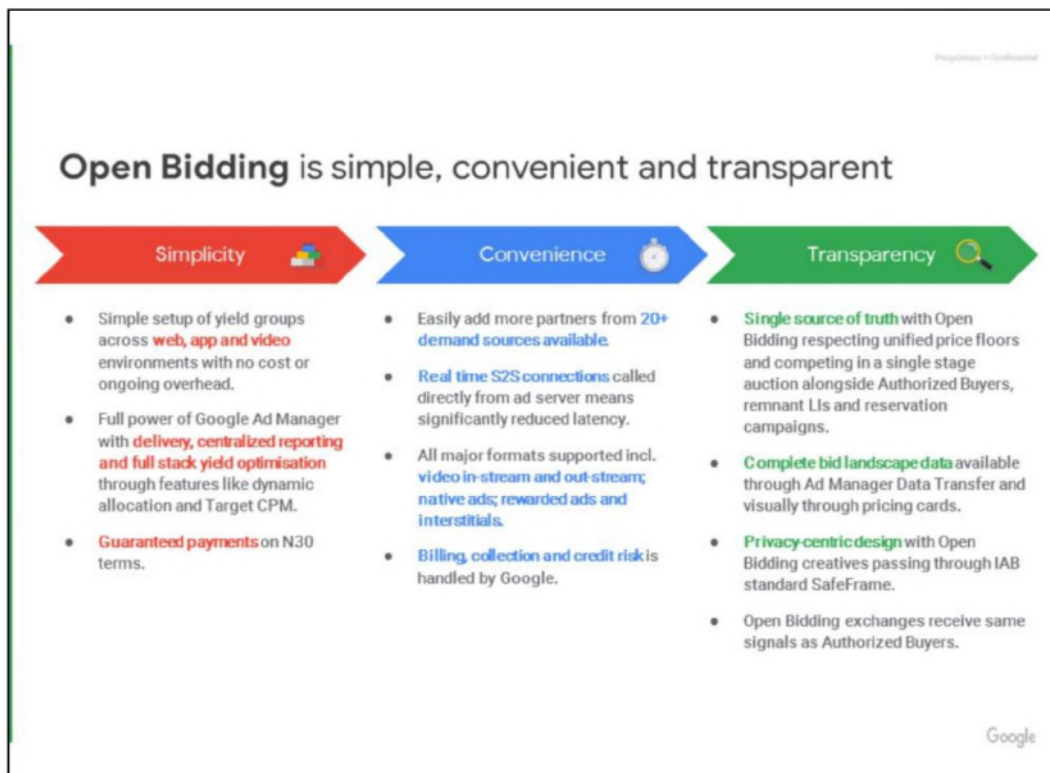 Proprietary + Confidential
Open Bidding is simple, convenient and transparent
Simplicity
● Simple setup of yield groups
across web, app and video
environments with no cost or
ongoing overhead.
● Full power of Google Ad Manager
with delivery, centralized reporting
and full stack yield optimisation
through features like dynamic
allocation and Target CPM.
● Guaranteed payments on N30
terms.
Convenience
● Easily add more partners from 20+
demand sources available.
● Real time S2S connections called
directly from ad server means
significantly reduced latency.
● All major formats supported incl.
video in-stream and out-stream;
native ads; rewarded ads and
interstitials.
● Billing, collection and credit risk is
handled by Google.
Transparency
● Single source of truth with Open
Bidding respecting unified price floors
and competing in a single stage
auction alongside Authorized Buyers,
remnant LIs and reservation
campaigns.
● Complete bid landscape data available
through Ad Manager Data Transfer and
visually through pricing cards.
● Privacy-centric design with Open
Bidding creatives passing through IAB
standard SafeFrame.
● Open Bidding exchanges receive same
signals as Authorized Buyers.
Google